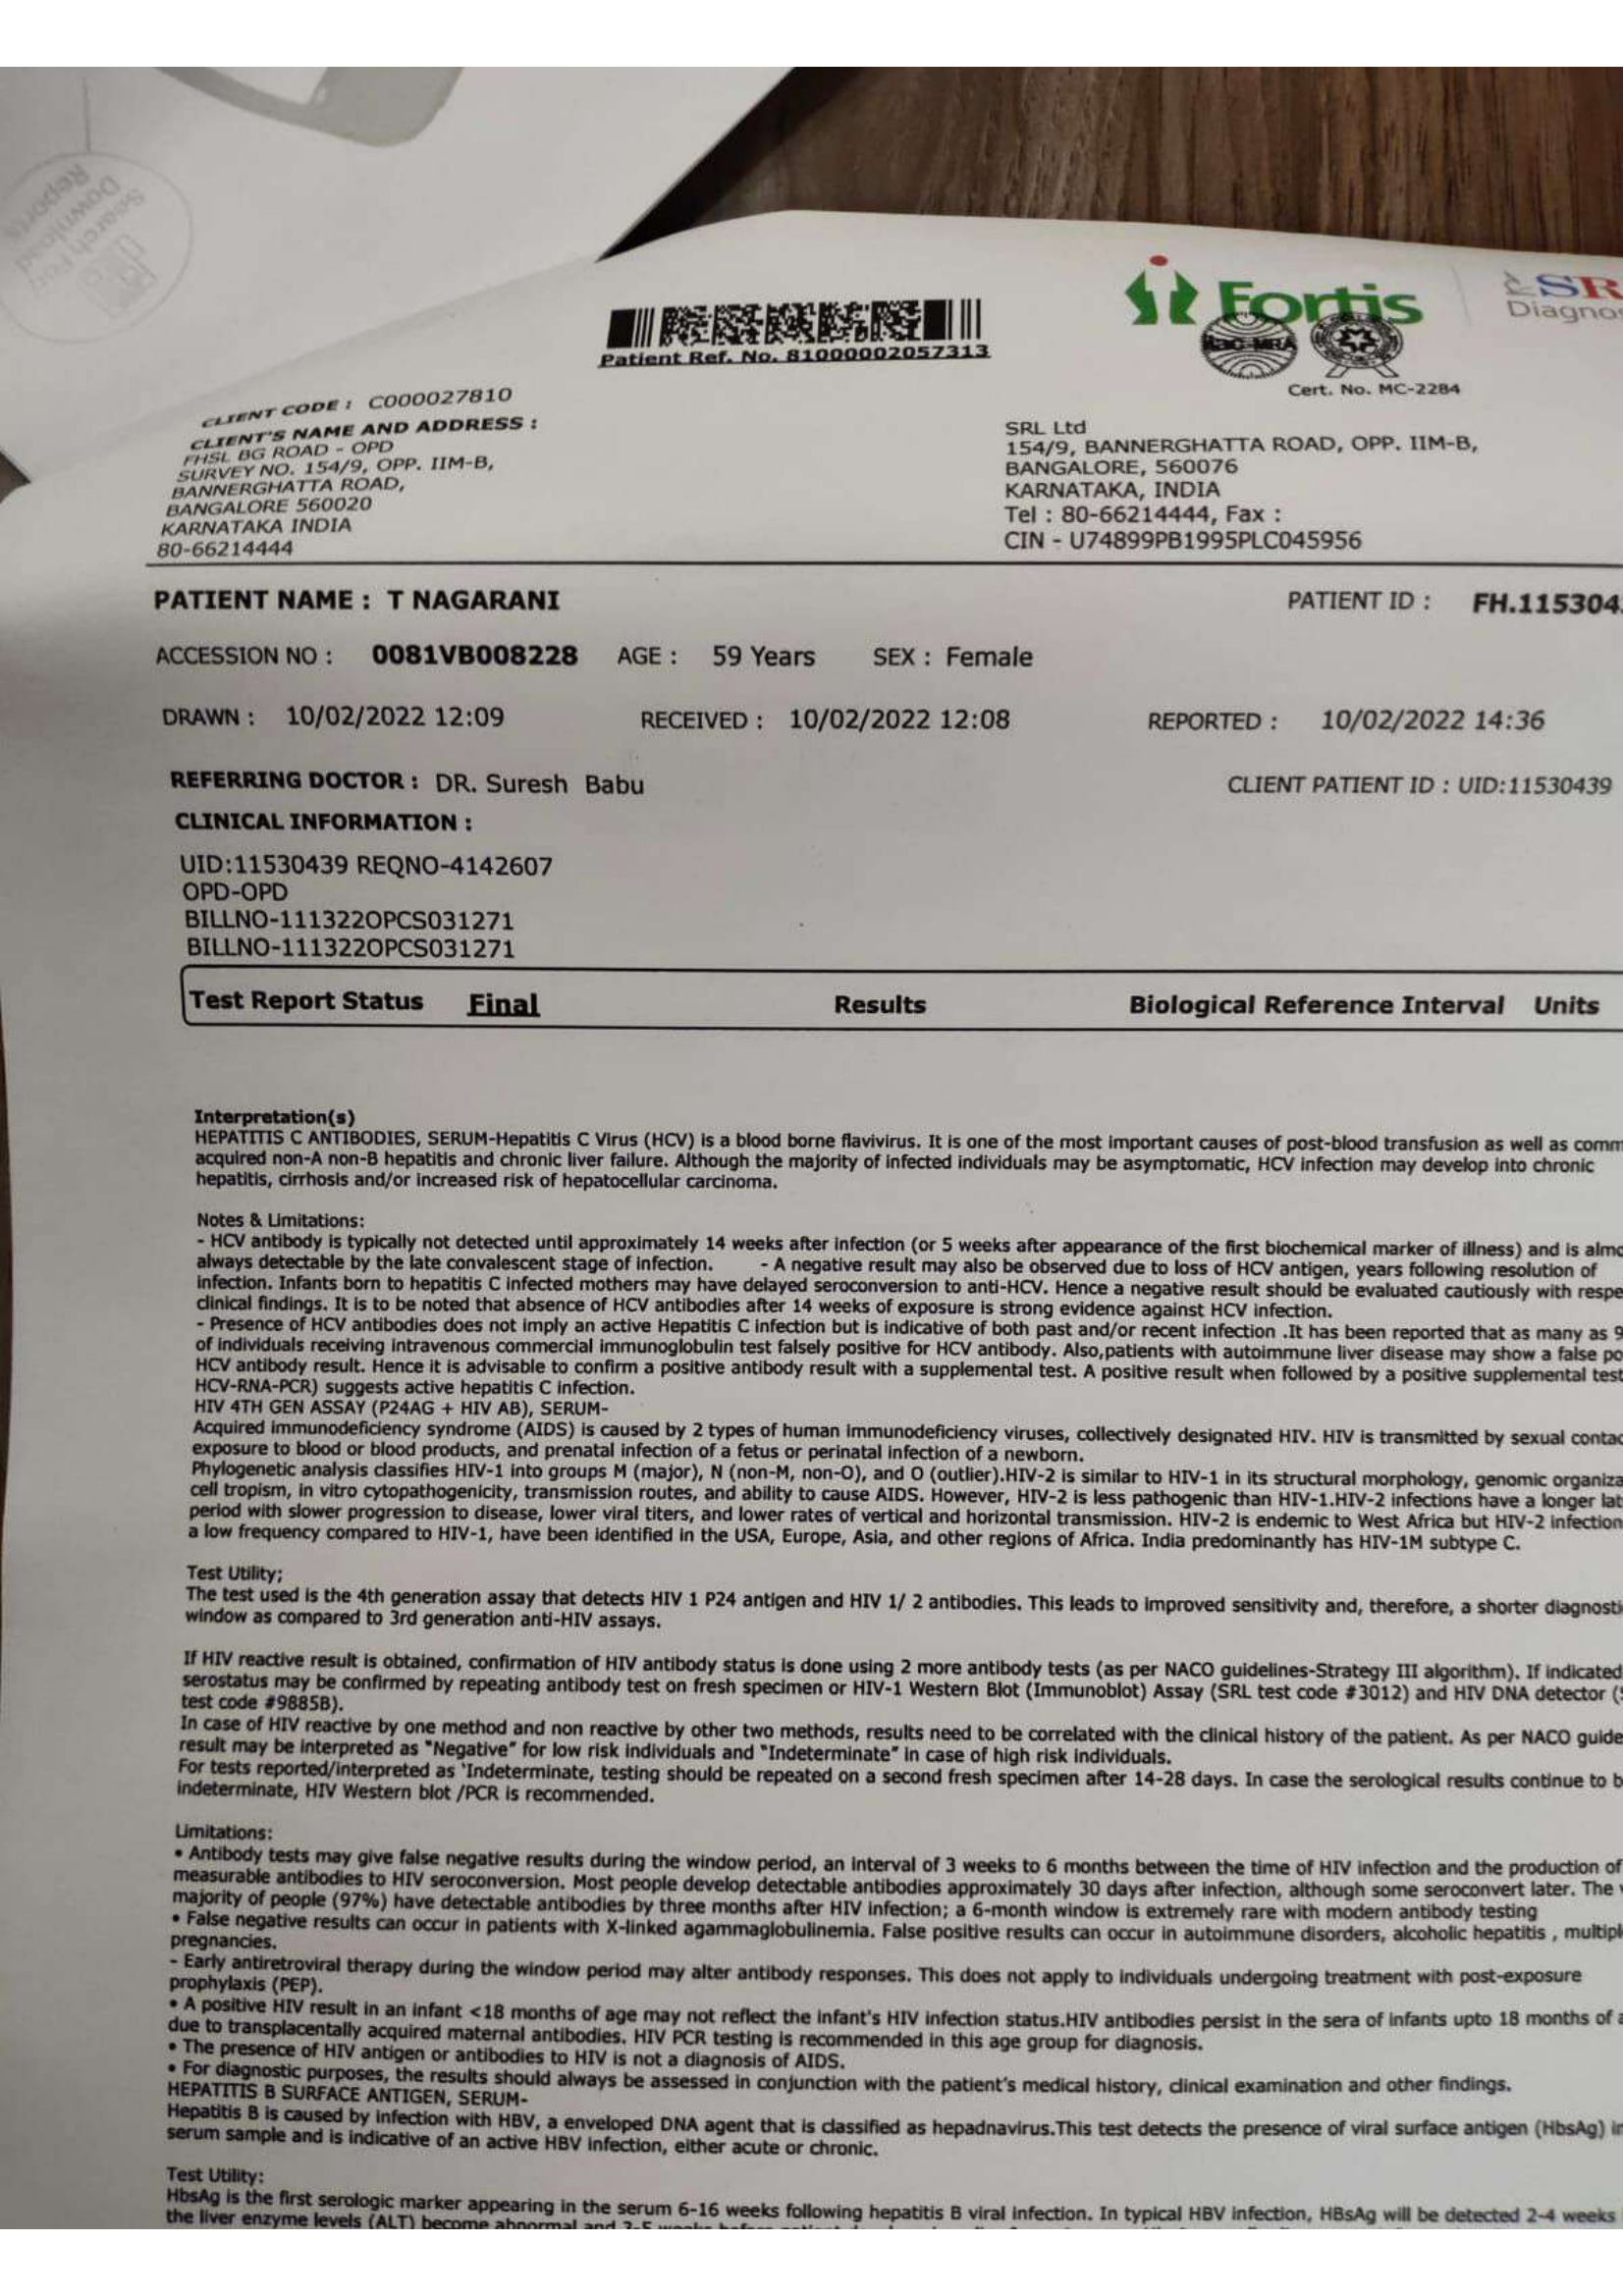 Search for
Download
Reports
Fortis
SR
Diagno
Patient Ref. No. 81000002057313
Cert. No. MC-2284
CLIENT CODE : C000027810
CLIENT'S NAME AND ADDRESS :
FHSL BG ROAD - OPD
SURVEY NO. 154/9, OPP. IIM-B,
BANNERGHATTA ROAD,
BANGALORE 560020
KARNATAKA INDIA
80-66214444
SRL Ltd
154/9, BANNERGHATTA ROAD, OPP. IIM-B,
BANGALORE, 560076
KARNATAKA, INDIA
Tel : 80-66214444, Fax :
CIN - U74899PB1995PLC045956
PATIENT NAME : T NAGARANI PATIENT ID : FH.115304
ACCESSION NO : 0081VB008228 AGE : 59 Years SEX : Female
DRAWN : 10/02/2022 12:09 RECEIVED : 10/02/2022 12:08 REPORTED : 10/02/2022 14:36
REFERRING DOCTOR : DR. Suresh Babu CLIENT PATIENT ID : UID:11530439
CLINICAL INFORMATION :
UID:11530439 REQNO-4142607
OPD-OPD
BILLNO-111322OPCS031271
BILLNO-111322OPCS031271
Test Report Status Final Results Biological Reference Interval Units
Interpretation(s)
HEPATITIS C ANTIBODIES, SERUM-Hepatitis C Virus (HCV) is a blood borne flavivirus. It is one of the most important causes of post-blood transfusion as well as comm
acquired non-A non-B hepatitis and chronic liver failure. Although the majority of infected individuals may be asymptomatic, HCV infection may develop into chronic
hepatitis, cirrhosis and/or increased risk of hepatocellular carcinoma.
Notes & Limitations:
- HCV antibody is typically not detected until approximately 14 weeks after infection (or 5 weeks after appearance of the first biochemical marker of illness) and is almo
always detectable by the late convalescent stage of infection. - A negative result may also be observed due to loss of HCV antigen, years following resolution of
infection. Infants born to hepatitis C infected mothers may have delayed seroconversion to anti-HCV. Hence a negative result should be evaluated cautiously with respe
clinical findings. It is to be noted that absence of HCV antibodies after 14 weeks of exposure is strong evidence against HCV infection.
- Presence of HCV antibodies does not imply an active Hepatitis C infection but is indicative of both past and/or recent infection .It has been reported that as many as 9
of individuals receiving intravenous commercial immunoglobulin test falsely positive for HCV antibody. Also,patients with autoimmune liver disease may show a false po
HCV antibody result. Hence it is advisable to confirm a positive antibody result with a supplemental test. A positive result when followed by a positive supplemental test
HCV-RNA-PCR) suggests active hepatitis C infection.
HIV 4TH GEN ASSAY (P24AG + HIV AB), SERUM-
Acquired immunodeficiency syndrome (AIDS) is caused by 2 types of human immunodeficiency viruses, collectively designated HIV. HIV is transmitted by sexual contac
exposure to blood or blood products, and prenatal infection of a fetus or perinatal infection of a newborn.
Phylogenetic analysis classifies HIV-1 into groups M (major), N (non-M, non-O), and O (outlier).HIV-2 is similar to HIV-1 in its structural morphology, genomic organiza
cell tropism, in vitro cytopathogenicity, transmission routes, and ability to cause AIDS. However, HIV-2 is less pathogenic than HIV-1.HIV-2 infections have a longer lat
period with slower progression to disease, lower viral titers, and lower rates of vertical and horizontal transmission. HIV-2 is endemic to West Africa but HIV-2 infection
a low frequency compared to HIV-1, have been identified in the USA, Europe, Asia, and other regions of Africa. India predominantly has HIV-1M subtype C.
Test Utility;
The test used is the 4th generation assay that detects HIV 1 P24 antigen and HIV 1/ 2 antibodies. This leads to improved sensitivity and, therefore, a shorter diagnosti
window as compared to 3rd generation anti-HIV assays.
If HIV reactive result is obtained, confirmation of HIV antibody status is done using 2 more antibody tests (as per NACO guidelines-Strategy III algorithm). If indicated
serostatus may be confirmed by repeating antibody test on fresh specimen or HIV-1 Western Blot (Immunoblot) Assay (SRL test code #3012) and HIV DNA detector (
test code #9885B).
In case of HIV reactive by one method and non reactive by other two methods, results need to be correlated with the clinical history of the patient. As per NACO guide
result may be interpreted as "Negative" for low risk individuals and "Indeterminate" in case of high risk individuals.
For tests reported/interpreted as 'Indeterminate, testing should be repeated on a second fresh specimen after 14-28 days. In case the serological results continue to b
indeterminate, HIV Western blot /PCR is recommended.
Limitations:
• Antibody tests may give false negative results during the window period, an interval of 3 weeks to 6 months between the time of HIV infection and the production of
measurable antibodies to HIV seroconversion. Most people develop detectable antibodies approximately 30 days after infection, although some seroconvert later. The
majority of people (97%) have detectable antibodies by three months after HIV infection; a 6-month window is extremely rare with modern antibody testing
• False negative results can occur in patients with X-linked agammaglobulinemia. False positive results can occur in autoimmune disorders, alcoholic hepatitis , multipl
pregnancies.
- Early antiretroviral therapy during the window period may alter antibody responses. This does not apply to individuals undergoing treatment with post-exposure
prophylaxis (PEP).
• A positive HIV result in an infant <18 months of age may not reflect the infant's HIV infection status.HIV antibodies persist in the sera of infants upto 18 months of a
due to transplacentally acquired maternal antibodies. HIV PCR testing is recommended in this age group for diagnosis.
• The presence of HIV antigen or antibodies to HIV is not a diagnosis of AIDS.
• For diagnostic purposes, the results should always be assessed in conjunction with the patient's medical history, clinical examination and other findings.
HEPATITIS B SURFACE ANTIGEN, SERUM-
Hepatitis B is caused by infection with HBV, a enveloped DNA agent that is classified as hepadnavirus.This test detects the presence of viral surface antigen (HbsAg) in
serum sample and is indicative of an active HBV infection, either acute or chronic.
Test Utility:
HbsAg is the first serologic marker appearing in the serum 6-16 weeks following hepatitis B viral infection. In typical HBV infection, HBsAg will be detected 2-4 weeks
the liver enzyme levels (ALT) become abnormal and 3-5 weeks